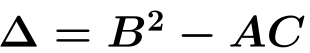 Δ = B² − AC